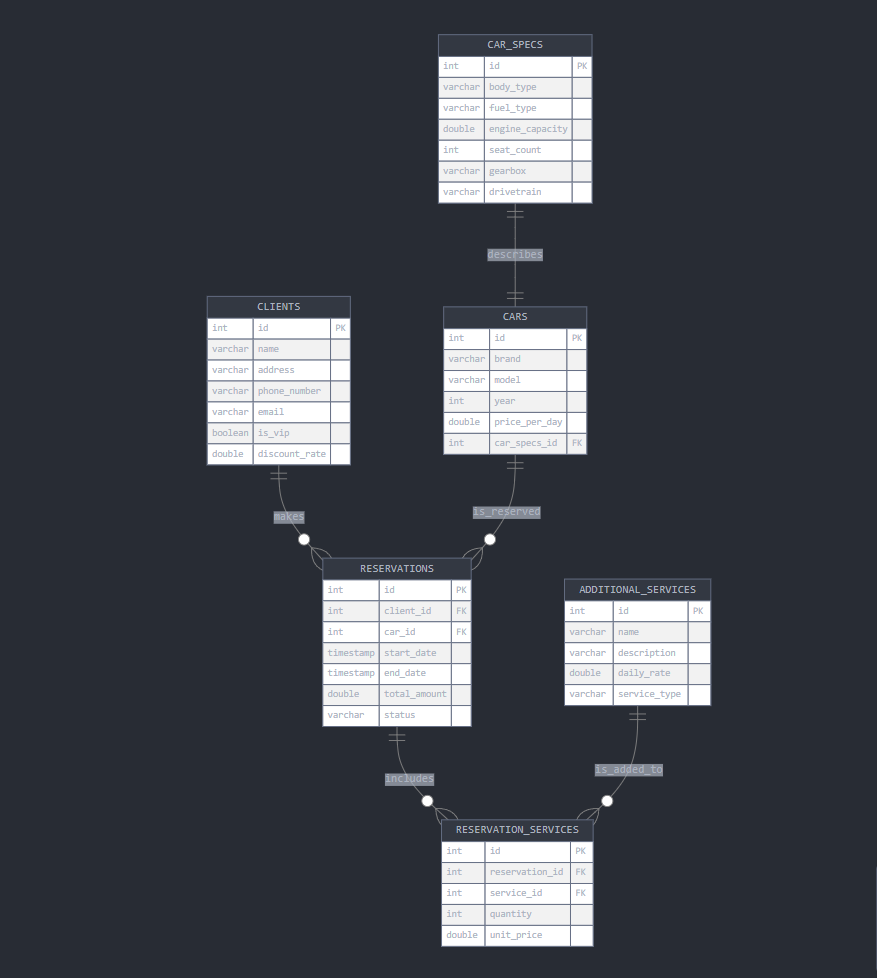 CAR_SPECS
int id PK
varchar body_type
varchar fuel_type
double engine_capacity
int seat_count
varchar gearbox
varchar drivetrain
describes
CLIENTS
int id PK
varchar name
varchar address
varchar phone_number
varchar email
boolean is_vip
double discount_rate
CARS
int id PK
varchar brand
varchar model
int year
double price_per_day
int car_specs_id FK
makes
is_reserved
RESERVATIONS
int id PK
int client_id FK
int car_id FK
timestamp start_date
timestamp end_date
double total_amount
varchar status
ADDITIONAL_SERVICES
int id PK
varchar name
varchar description
double daily_rate
varchar service_type
includes
is_added_to
RESERVATION_SERVICES
int id PK
int reservation_id FK
int service_id FK
int quantity
double unit_price